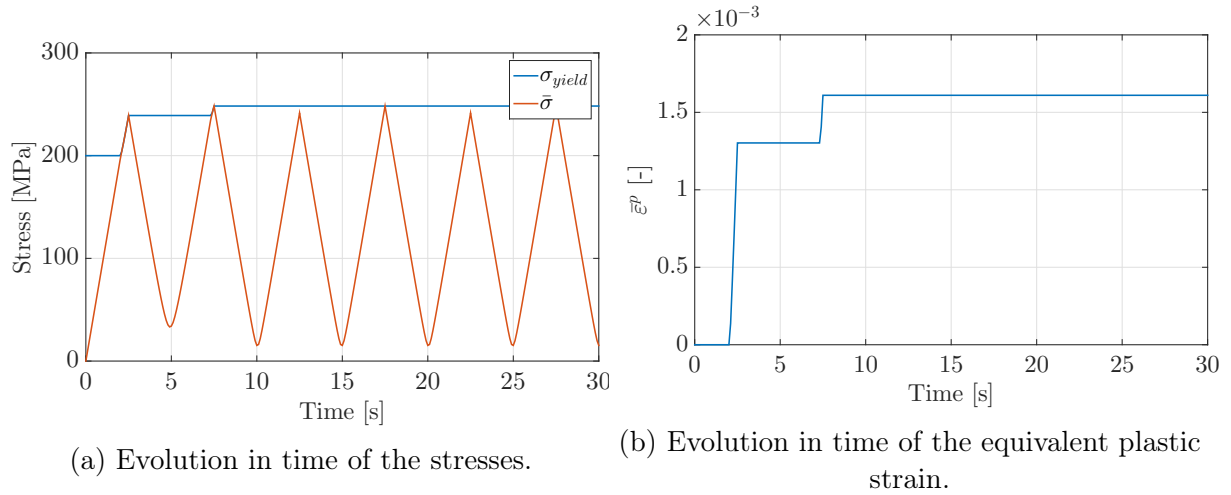 300
200
100
0
Stress [MPa]
0 5 10 15 20 25 30
Time [s]
σ_yield
σ̄
(a) Evolution in time of the stresses.
2 ×10⁻³
1.5
1
0.5
0
ε̄ᵖ [-]
0 5 10 15 20 25 30
Time [s]
(b) Evolution in time of the equivalent plastic
strain.